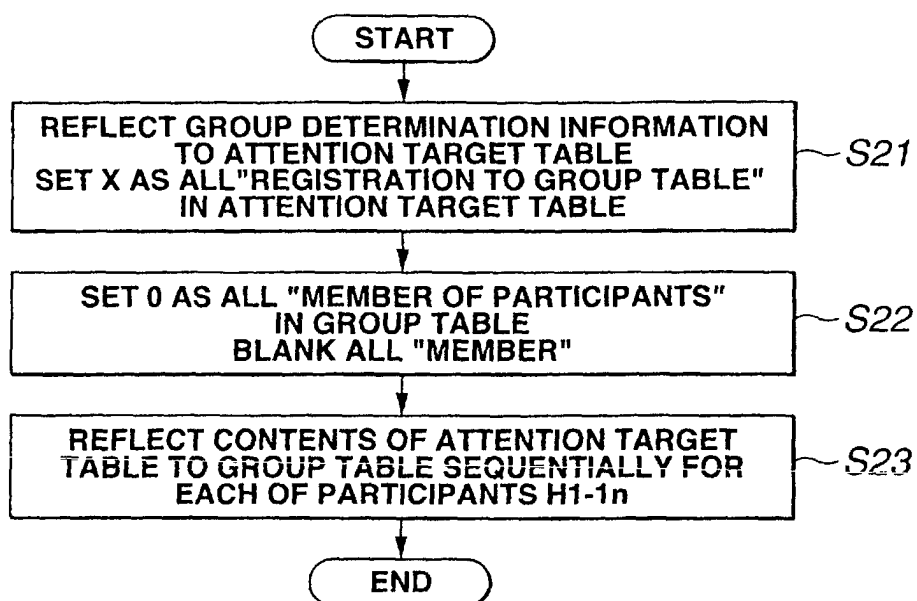 START
REFLECT GROUP DETERMINATION INFORMATION
TO ATTENTION TARGET TABLE
SET X AS ALL"REGISTRATION TO GROUP TABLE"
IN ATTENTION TARGET TABLE
S21
SET 0 AS ALL "MEMBER OF PARTICIPANTS"
IN GROUP TABLE
BLANK ALL "MEMBER"
S22
REFLECT CONTENTS OF ATTENTION TARGET
TABLE TO GROUP TABLE SEQUENTIALLY FOR
EACH OF PARTICIPANTS H1-1n
S23
END